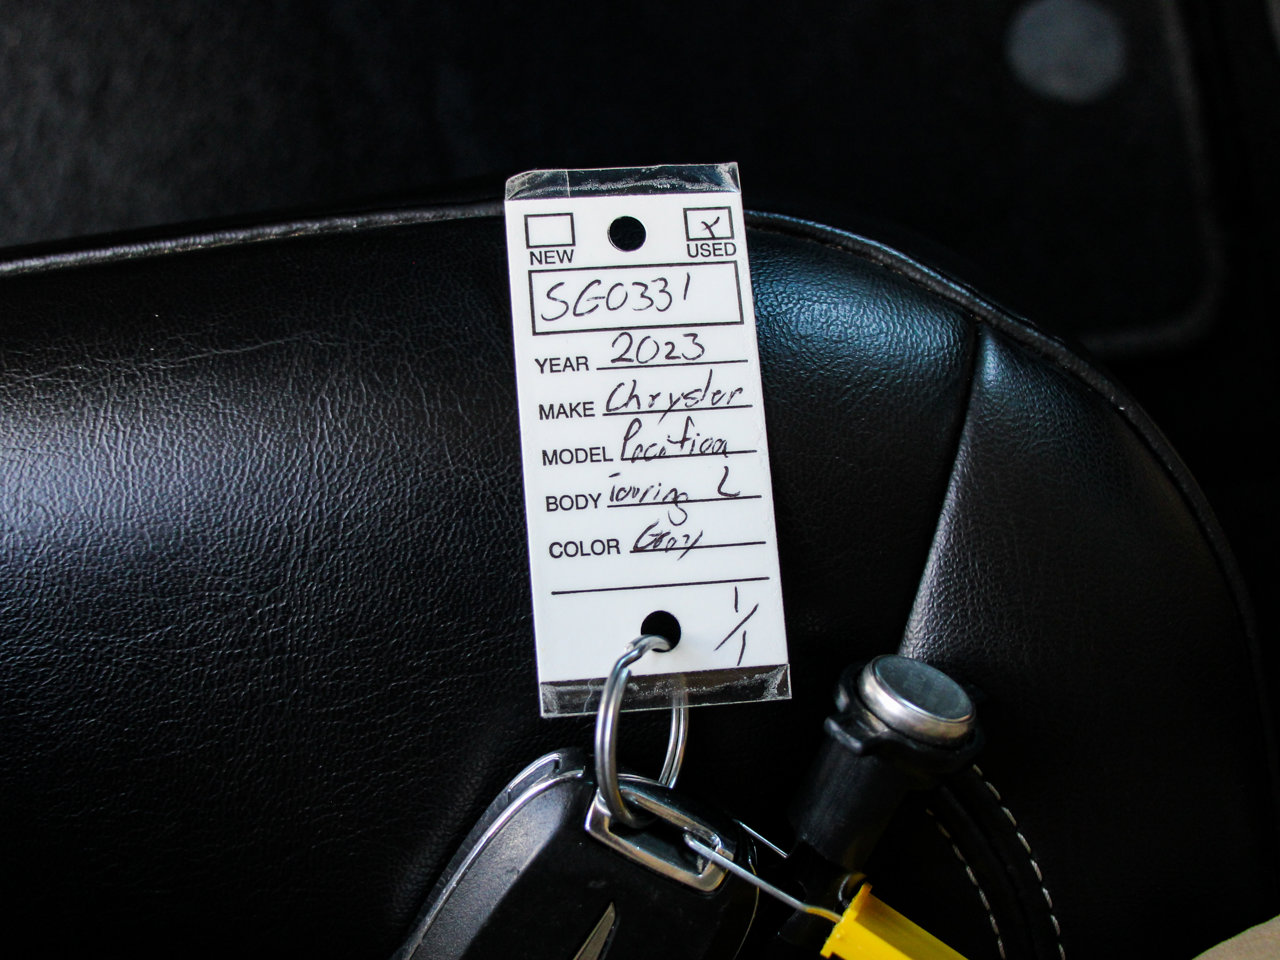 NEW USED
SG0331
YEAR 2023
MAKE Chrysler
MODEL Pacifica
BODY Touring L
COLOR Gray
1/1